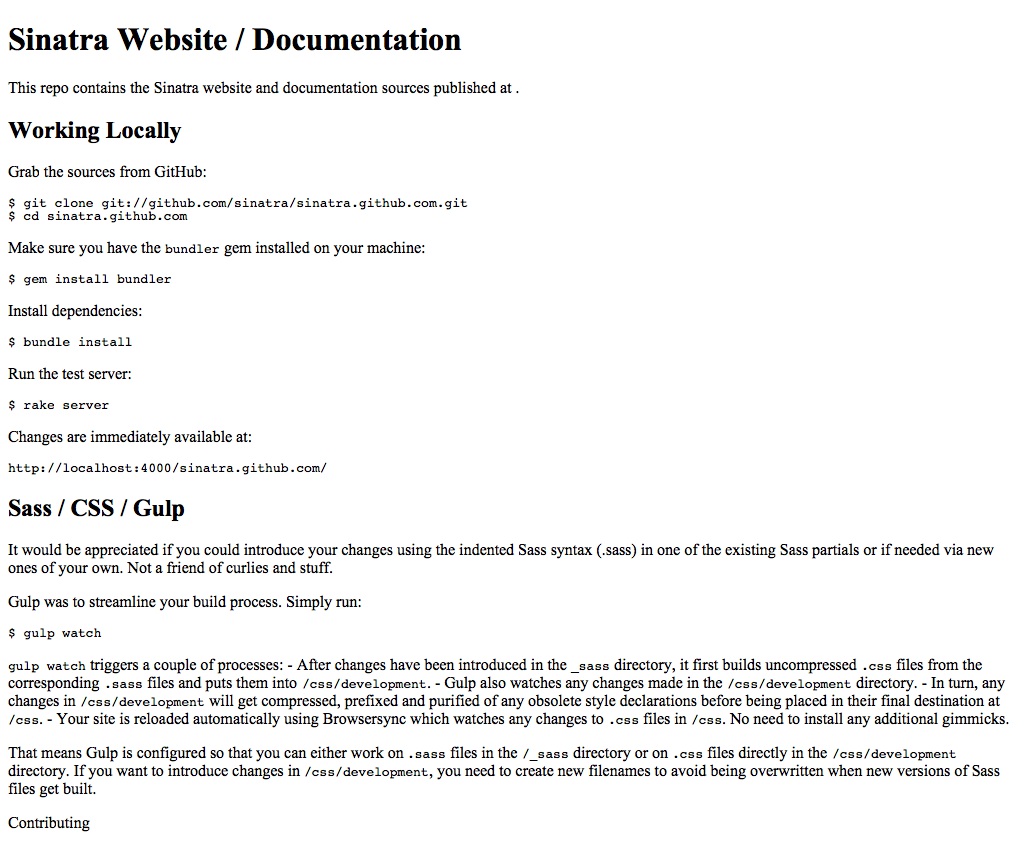 Sinatra Website / Documentation
This repo contains the Sinatra website and documentation sources published at .
Working Locally
Grab the sources from GitHub:
$ git clone git://github.com/sinatra/sinatra.github.com.git
$ cd sinatra.github.com
Make sure you have the bundler gem installed on your machine:
$ gem install bundler
Install dependencies:
$ bundle install
Run the test server:
$ rake server
Changes are immediately available at:
http://localhost:4000/sinatra.github.com/
Sass / CSS / Gulp
It would be appreciated if you could introduce your changes using the indented Sass syntax (.sass) in one of the existing Sass partials or if needed via new
ones of your own. Not a friend of curlies and stuff.
Gulp was to streamline your build process. Simply run:
$ gulp watch
gulp watch triggers a couple of processes: - After changes have been introduced in the _sass directory, it first builds uncompressed .css files from the
corresponding .sass files and puts them into /css/development. - Gulp also watches any changes made in the /css/development directory. - In turn, any
changes in /css/development will get compressed, prefixed and purified of any obsolete style declarations before being placed in their final destination at
/css. - Your site is reloaded automatically using Browsersync which watches any changes to .css files in /css. No need to install any additional gimmicks.
That means Gulp is configured so that you can either work on .sass files in the /_sass directory or on .css files directly in the /css/development
directory. If you want to introduce changes in /css/development, you need to create new filenames to avoid being overwritten when new versions of Sass
files get built.
Contributing